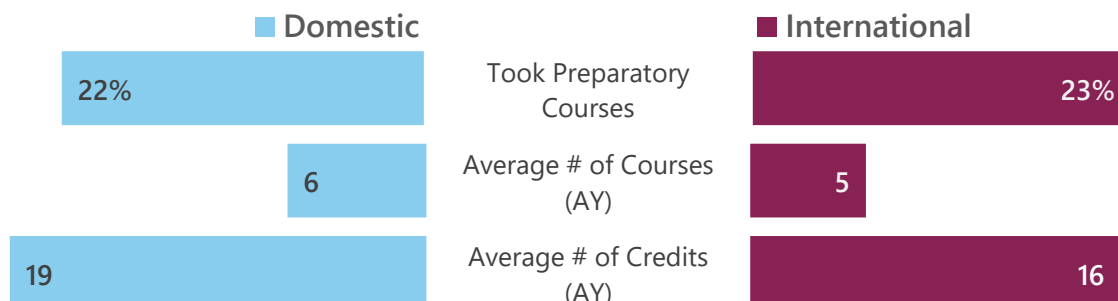 Domestic
International
22%
Took Preparatory
Courses
23%
6
Average # of Courses
(AY)
5
19
Average # of Credits
(AY)
16